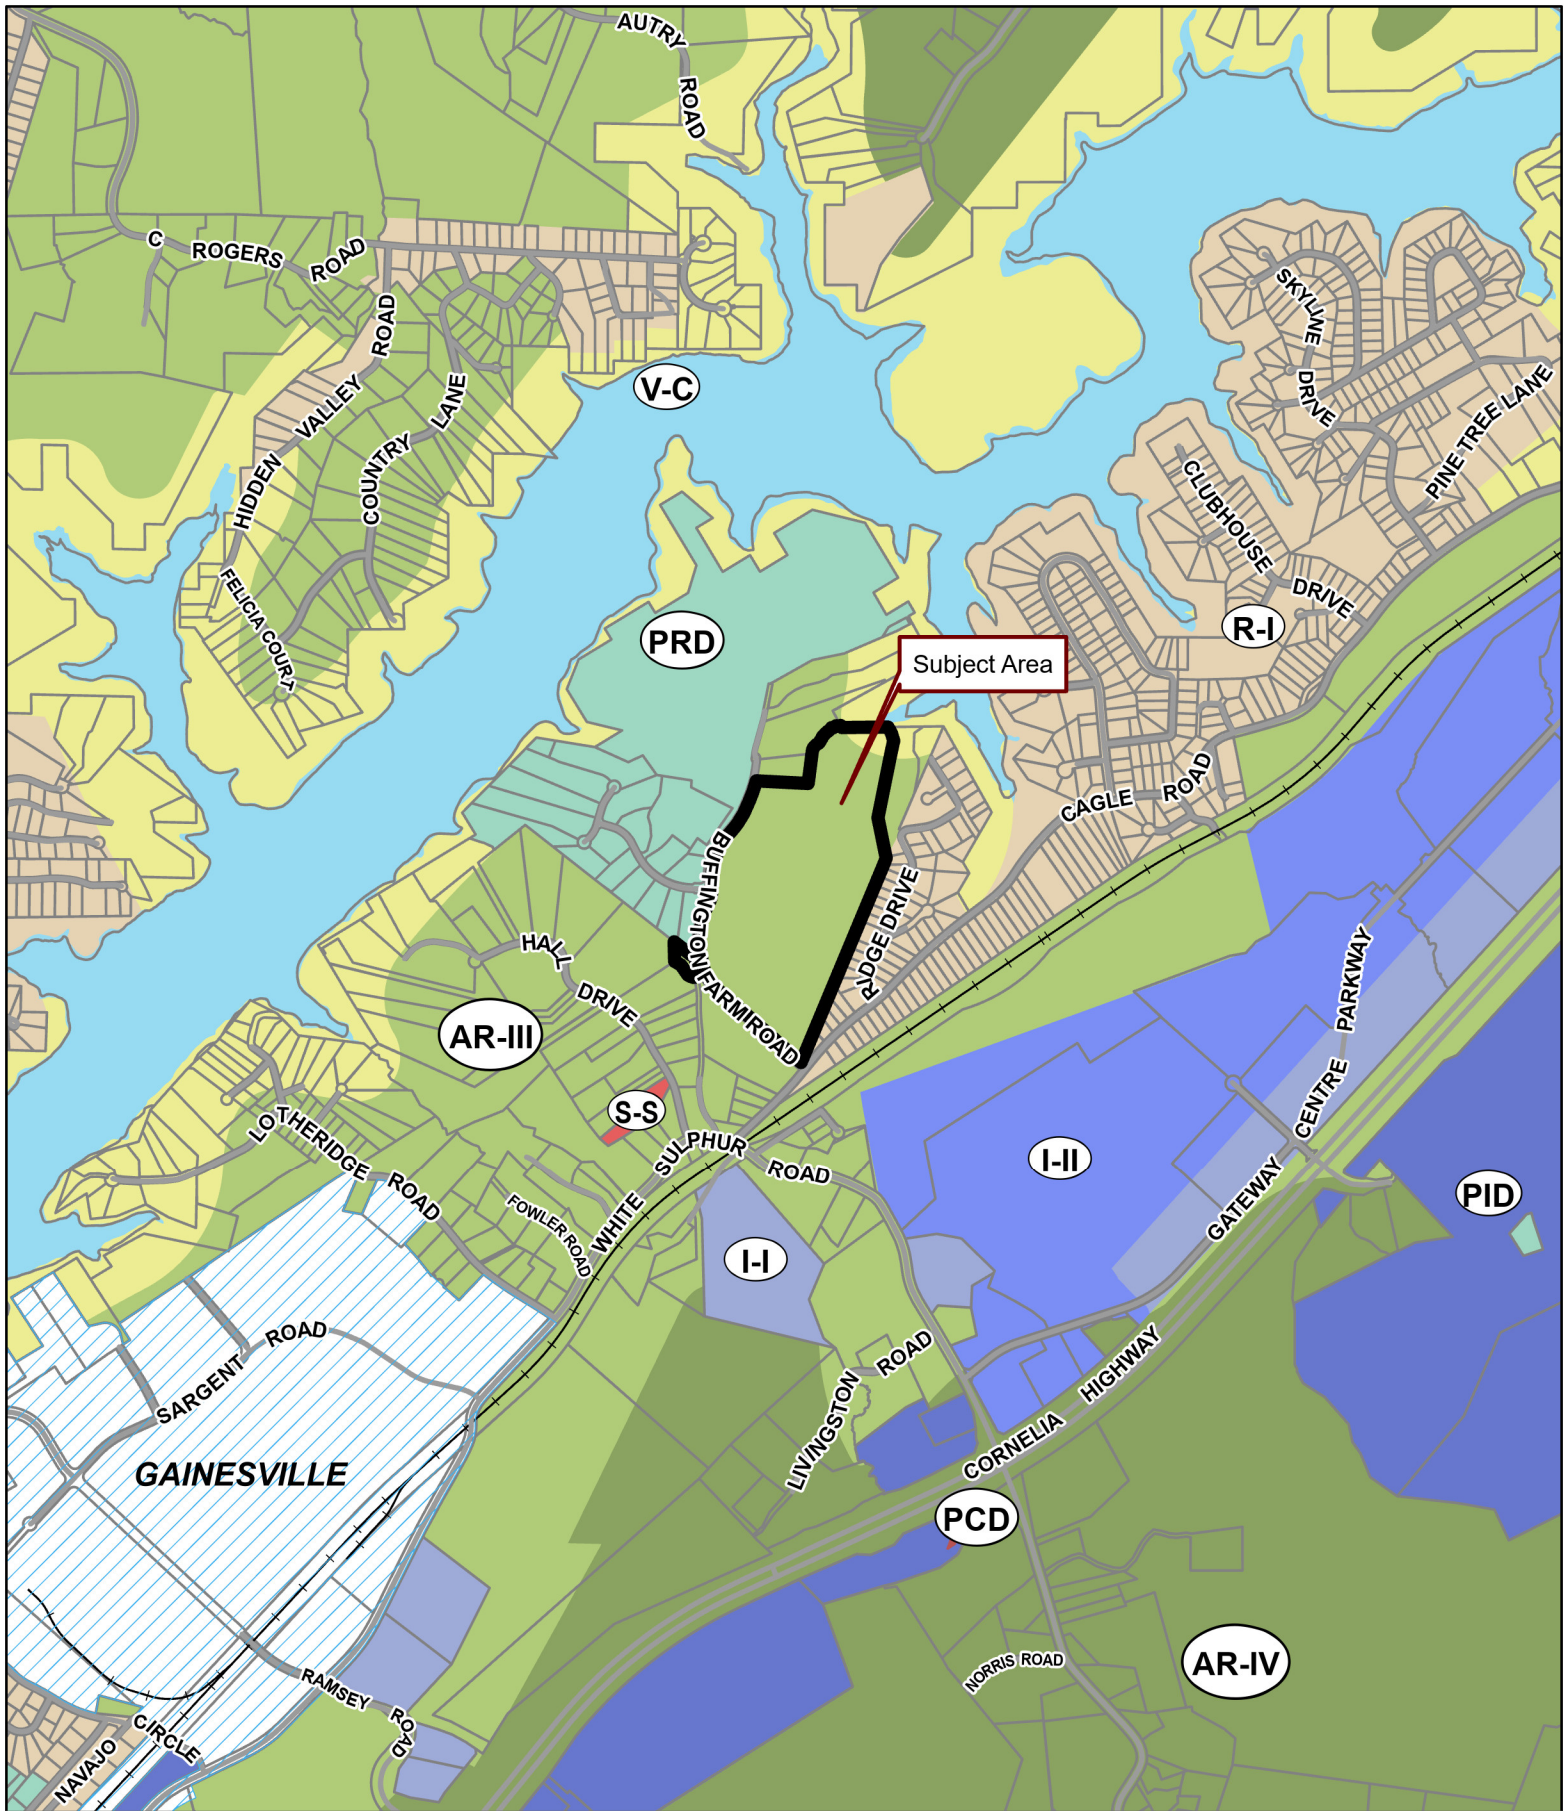 AUTRY
ROAD
C ROGERS ROAD
HIDDEN VALLEY ROAD
COUNTRY LANE
FELICIA COURT
V-C
SKYLINE DRIVE
PINE TREE LANE
CLUBHOUSE DRIVE
R-I
PRD
Subject Area
CAGLE ROAD
BUFFINGTON FARM ROAD
RIDGE DRIVE
HALL DRIVE
AR-III
S-S
LOTHERIDGE ROAD
WHITE SULPHUR ROAD
FOWLER ROAD
I-I
I-II
GATEWAY CENTRE PARKWAY
PID
SARGENT ROAD
LIVINGSTON ROAD
CORNELIA HIGHWAY
GAINESVILLE
PCD
AR-IV
NORRIS ROAD
RAMSEY ROAD
NAVAJO CIRCLE